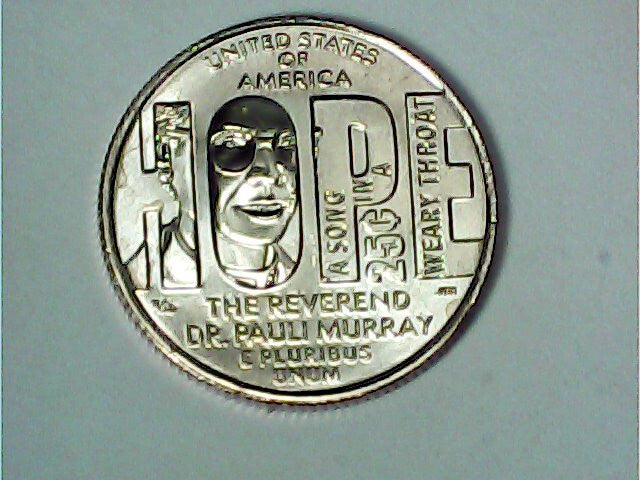 UNITED STATES
OF
AMERICA
HOPE
A SONG
IN A
25¢
WEARY THROAT
THE REVEREND
DR. PAULI MURRAY
E PLURIBUS
UNUM